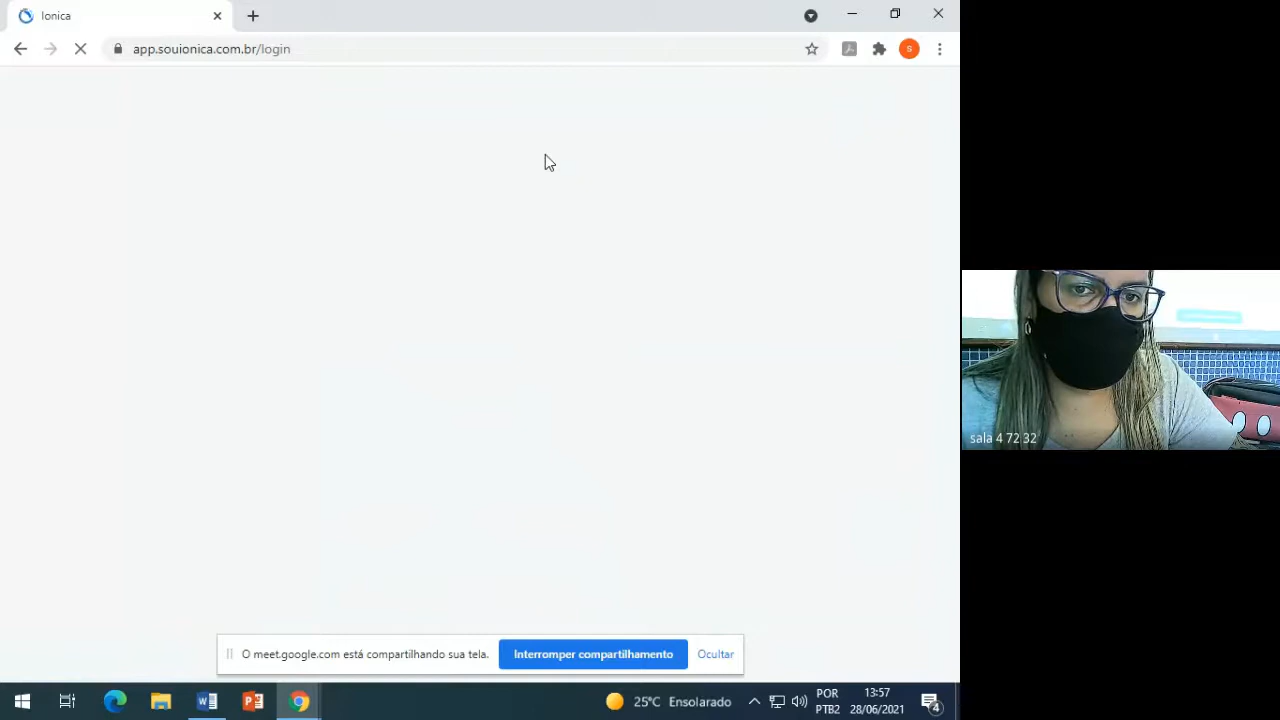 Ionica
app.souionica.com.br/login
S
sala 4 72 32
O meet.google.com está compartilhando sua tela.
Interromper compartilhamento
Ocultar
25°C Ensolarado
POR
PTB2
13:57
28/06/2021
4